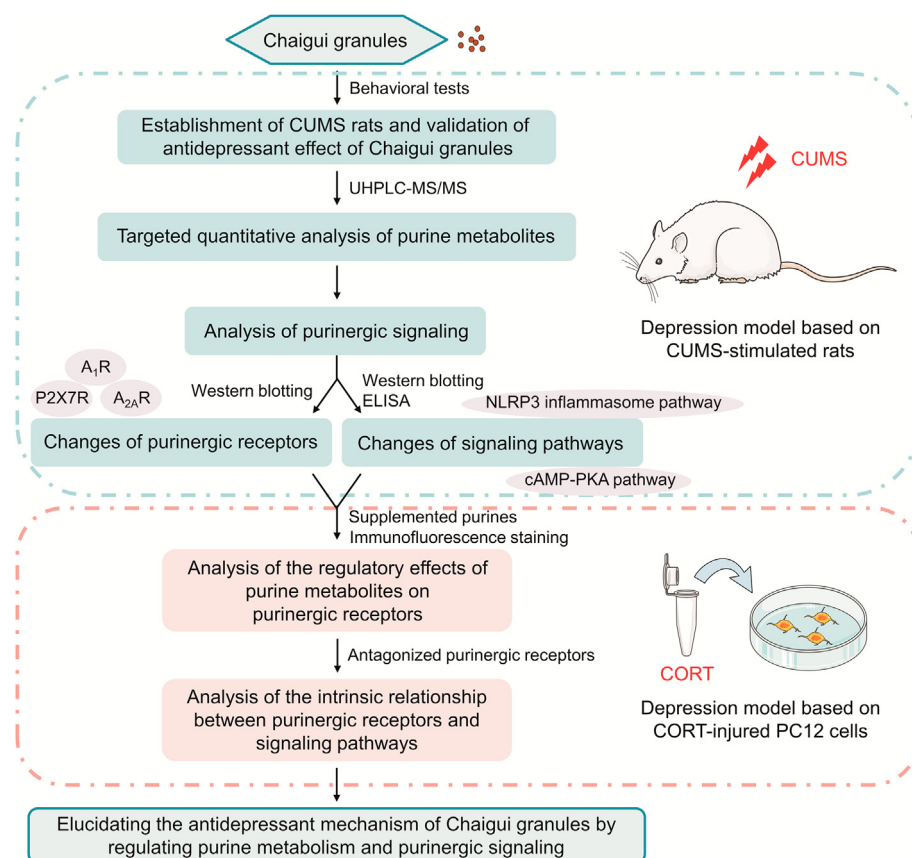 Chaigui granules
Behavioral tests
Establishment of CUMS rats and validation of
antidepressant effect of Chaigui granules
CUMS
UHPLC-MS/MS
Targeted quantitative analysis of purine metabolites
Analysis of purinergic signaling
Depression model based on
CUMS-stimulated rats
A₁R
P2X7R
A₂ₐR
Western blotting
Western blotting
ELISA
NLRP3 inflammasome pathway
Changes of purinergic receptors
Changes of signaling pathways
cAMP-PKA pathway
Supplemented purines
Immunofluorescence staining
Analysis of the regulatory effects of
purine metabolites on
purinergic receptors
Antagonized purinergic receptors
CORT
Analysis of the intrinsic relationship
between purinergic receptors and
signaling pathways
Depression model based on
CORT-injured PC12 cells
Elucidating the antidepressant mechanism of Chaigui granules by
regulating purine metabolism and purinergic signaling